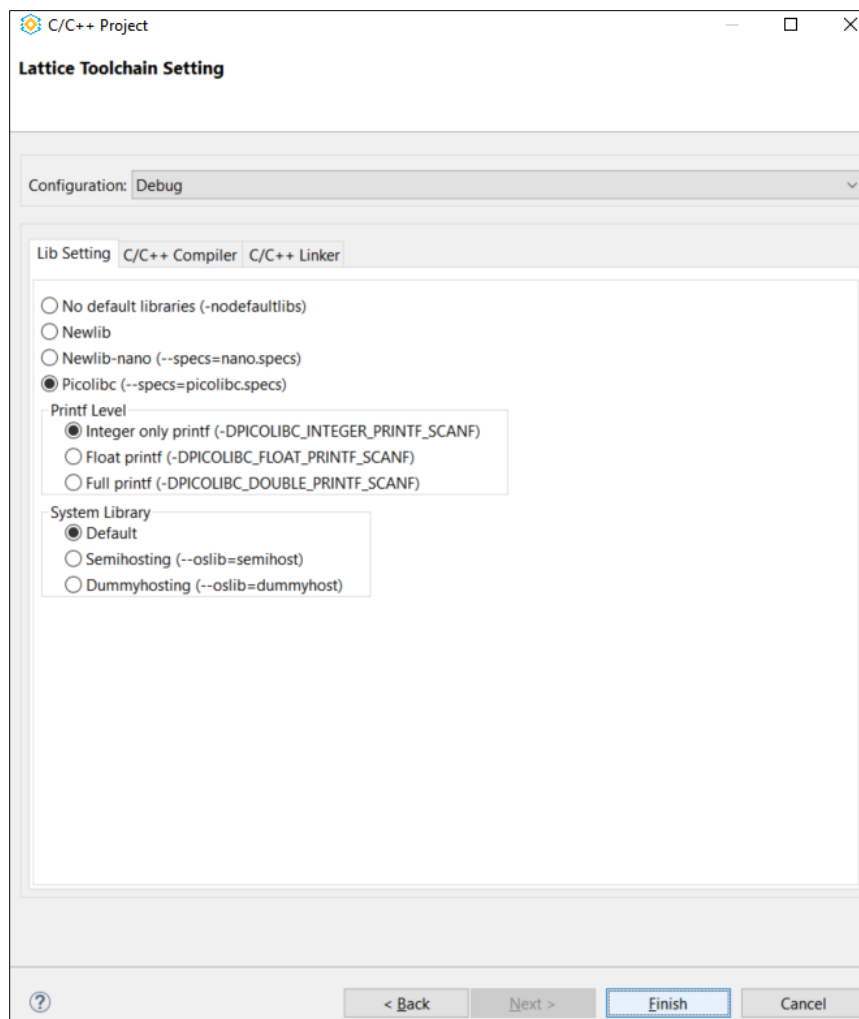 C/C++ Project
Lattice Toolchain Setting
Configuration: Debug
Lib Setting C/C++ Compiler C/C++ Linker
No default libraries (-nodefaultlibs)
Newlib
Newlib-nano (--specs=nano.specs)
Picolibc (--specs=picolibc.specs)
Printf Level
Integer only printf (-DPICOLIBC_INTEGER_PRINTF_SCANF)
Float printf (-DPICOLIBC_FLOAT_PRINTF_SCANF)
Full printf (-DPICOLIBC_DOUBLE_PRINTF_SCANF)
System Library
Default
Semihosting (--oslib=semihost)
Dummyhosting (--oslib=dummyhost)
? < Back Next > Finish Cancel